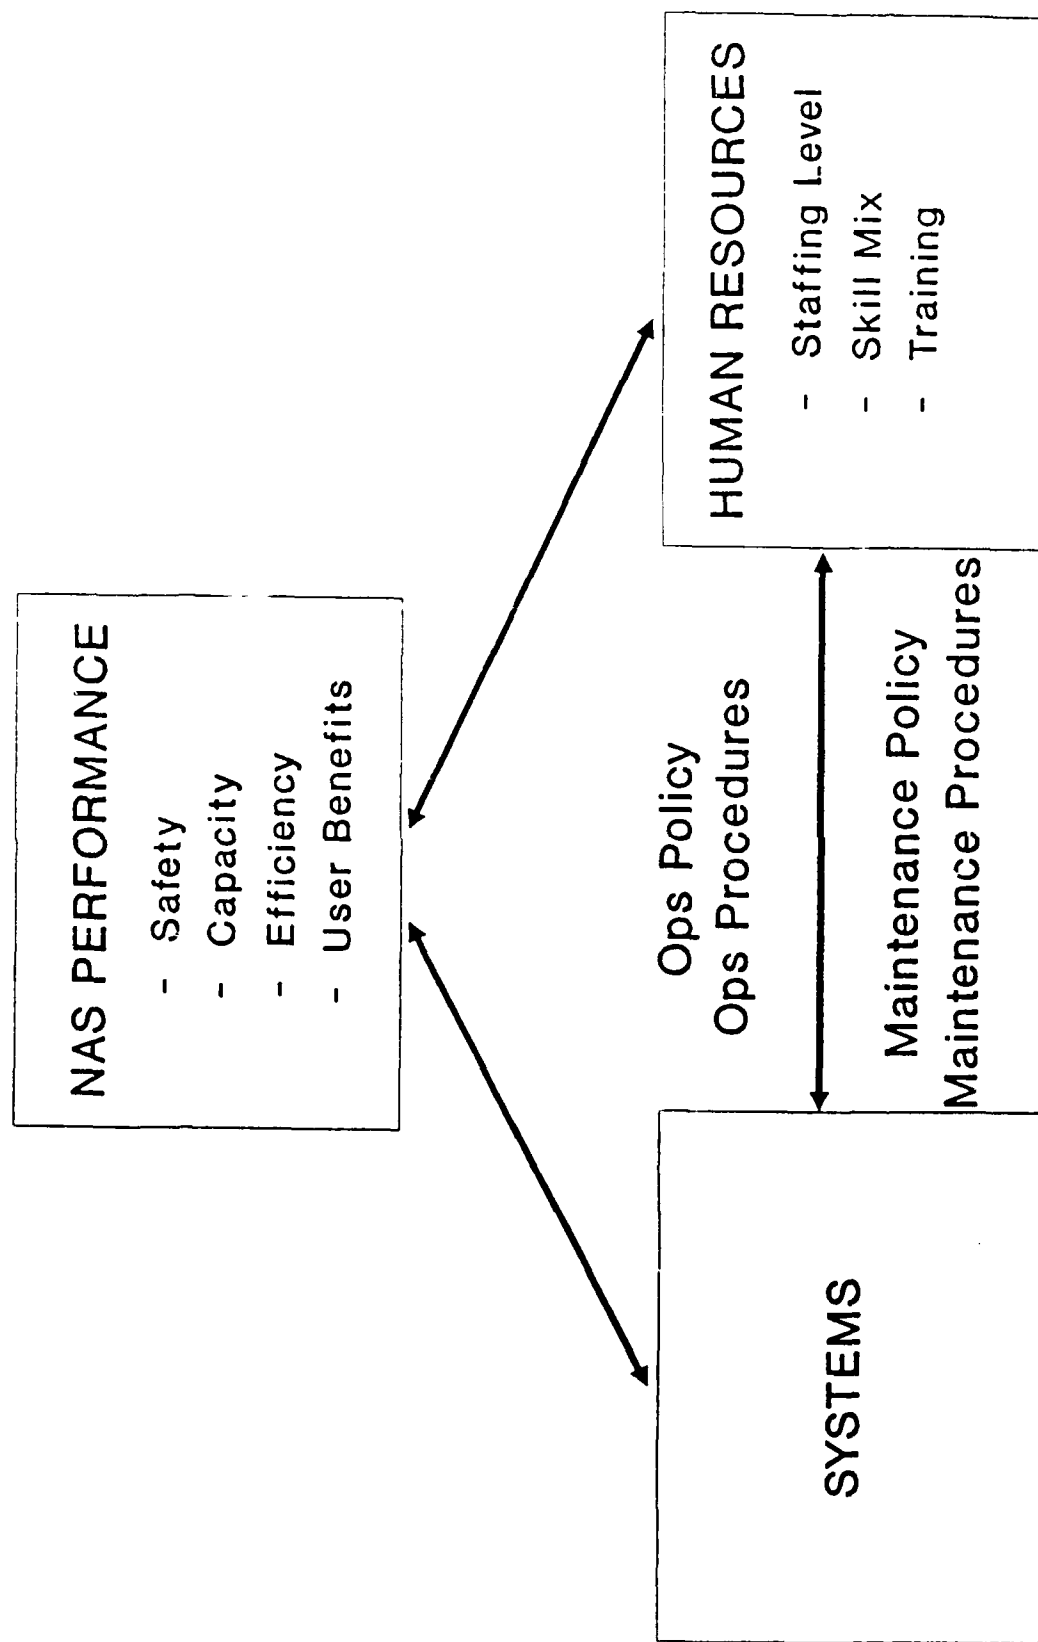 NAS PERFORMANCE
- Safety
- Capacity
- Efficiency
- User Benefits
Ops Policy
Ops Procedures
Maintenance Policy
Maintenance Procedures
SYSTEMS
HUMAN RESOURCES
- Staffing Level
- Skill Mix
- Training